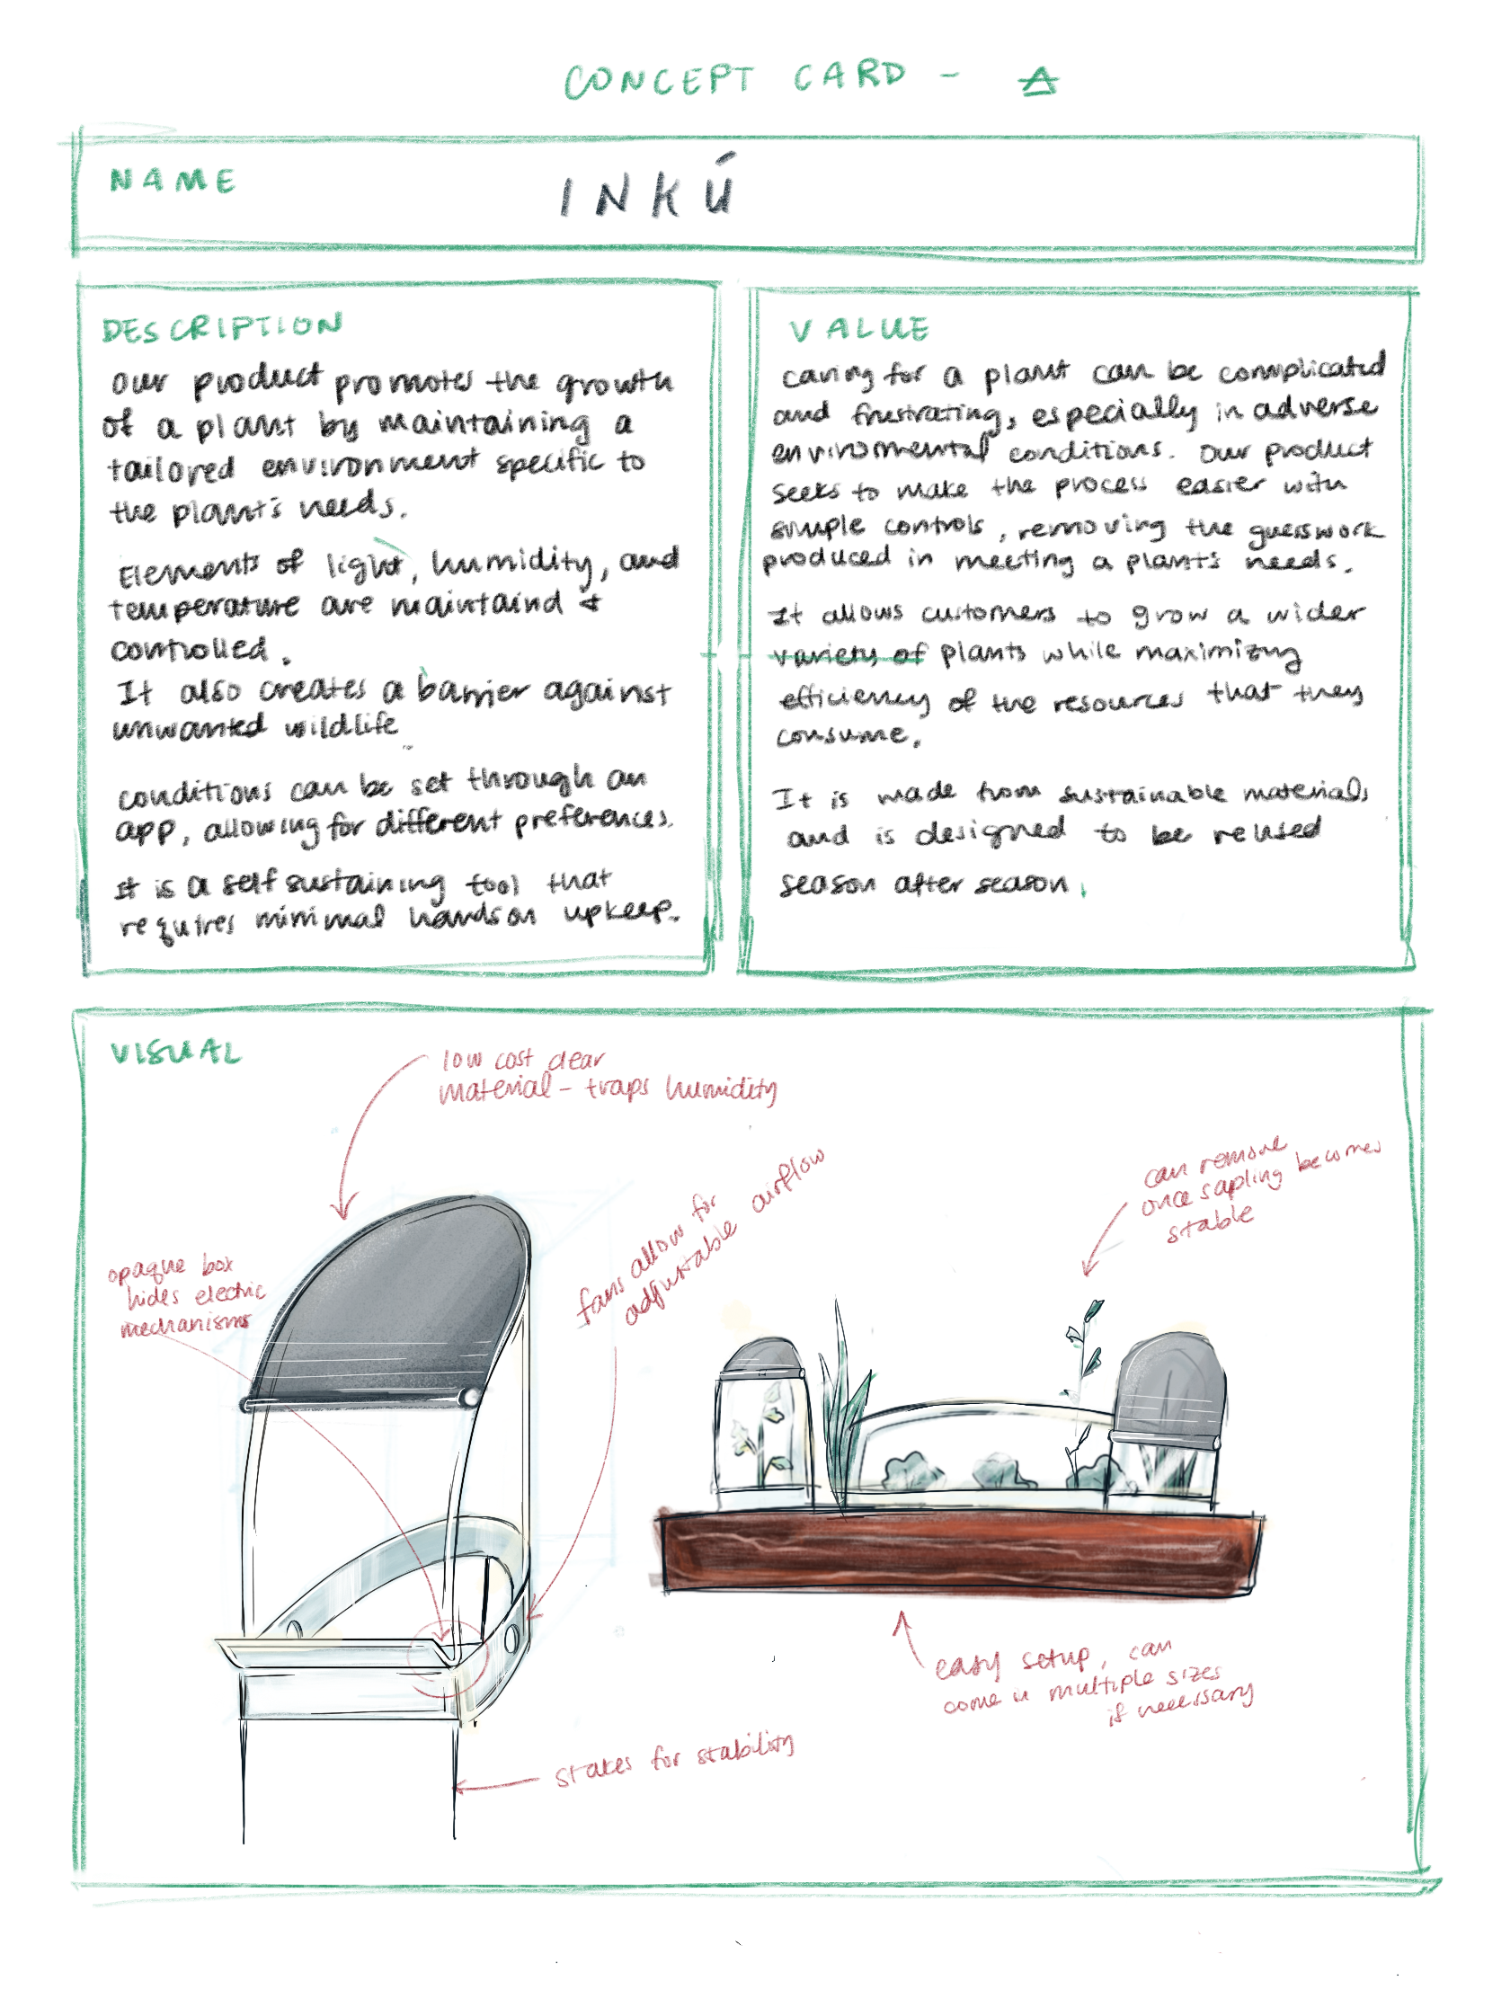 CONCEPT CARD - A
NAME
INKÚ
DESCRIPTION
our product promotes the growth
of a plant by maintaining a
tailored environment specific to
the plant's needs.
Elements of light, humidity, and
temperature are maintaind &
controlled.
It also creates a barrier against
unwanted wildlife
conditions can be set through an
app, allowing for different preferences.
It is a self sustaining tool that
requires minimal hands on upkeep.
VALUE
caring for a plant can be complicated
and frustrating, especially in adverse
enviromental conditions. our product
seeks to make the process easier with
simple controls, removing the guesswork
produced in meeting a plant's needs.
It allows customers to grow a wider
variety of plants while maximizing
efficiency of the resources that they
consume.
It is made from sustainable materials
and is designed to be reused
season after season.
VISUAL
low cost clear
material - traps humidity
opaque box
hides electric
mechanisms
fans allow for
adjustable airflow
can remove
once sapling becomes
stable
easy setup, can
come in multiple sizes
if necessary
stakes for stability